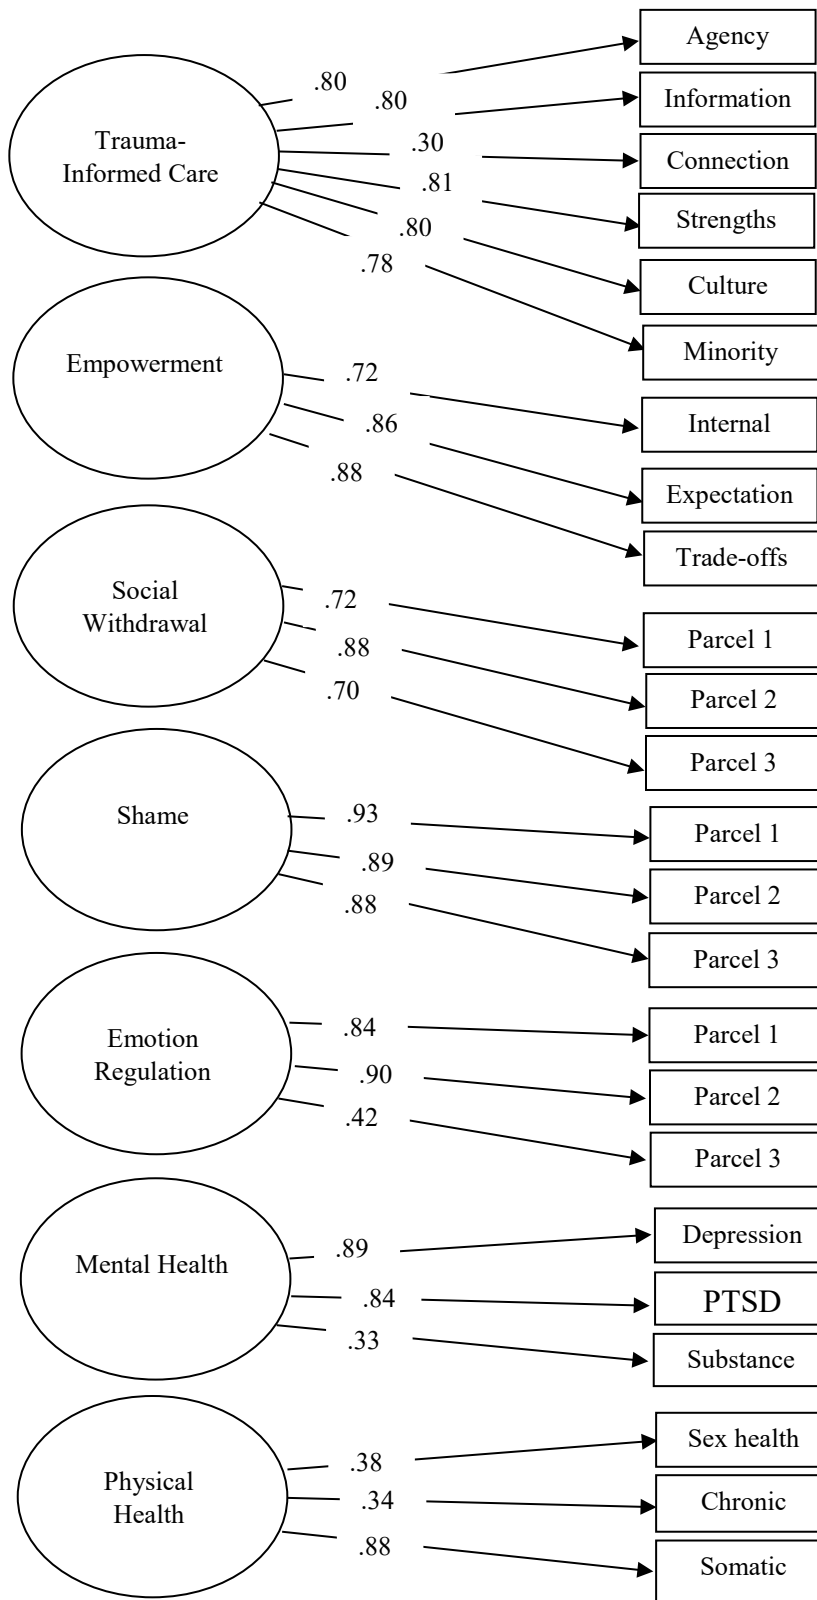 Agency
.80
.80
Information
Trauma-
Informed Care
.30
Connection
.81
Strengths
.80
Culture
.78
Minority
Empowerment
.72
Internal
.86
Expectation
.88
Trade-offs
Social
Withdrawal
.72
Parcel 1
.88
Parcel 2
.70
Parcel 3
Shame
.93
Parcel 1
.89
Parcel 2
.88
Parcel 3
Emotion
Regulation
.84
Parcel 1
.90
Parcel 2
.42
Parcel 3
Mental Health
.89
Depression
.84
PTSD
.33
Substance
Physical
Health
.38
Sex health
.34
Chronic
.88
Somatic